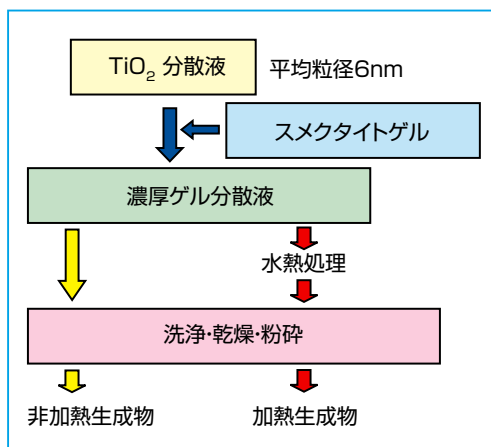 TiO2 分散液
平均粒径6nm
スメクタイトゲル
濃厚ゲル分散液
水熱処理
洗浄・乾燥・粉砕
非加熱生成物
加熱生成物